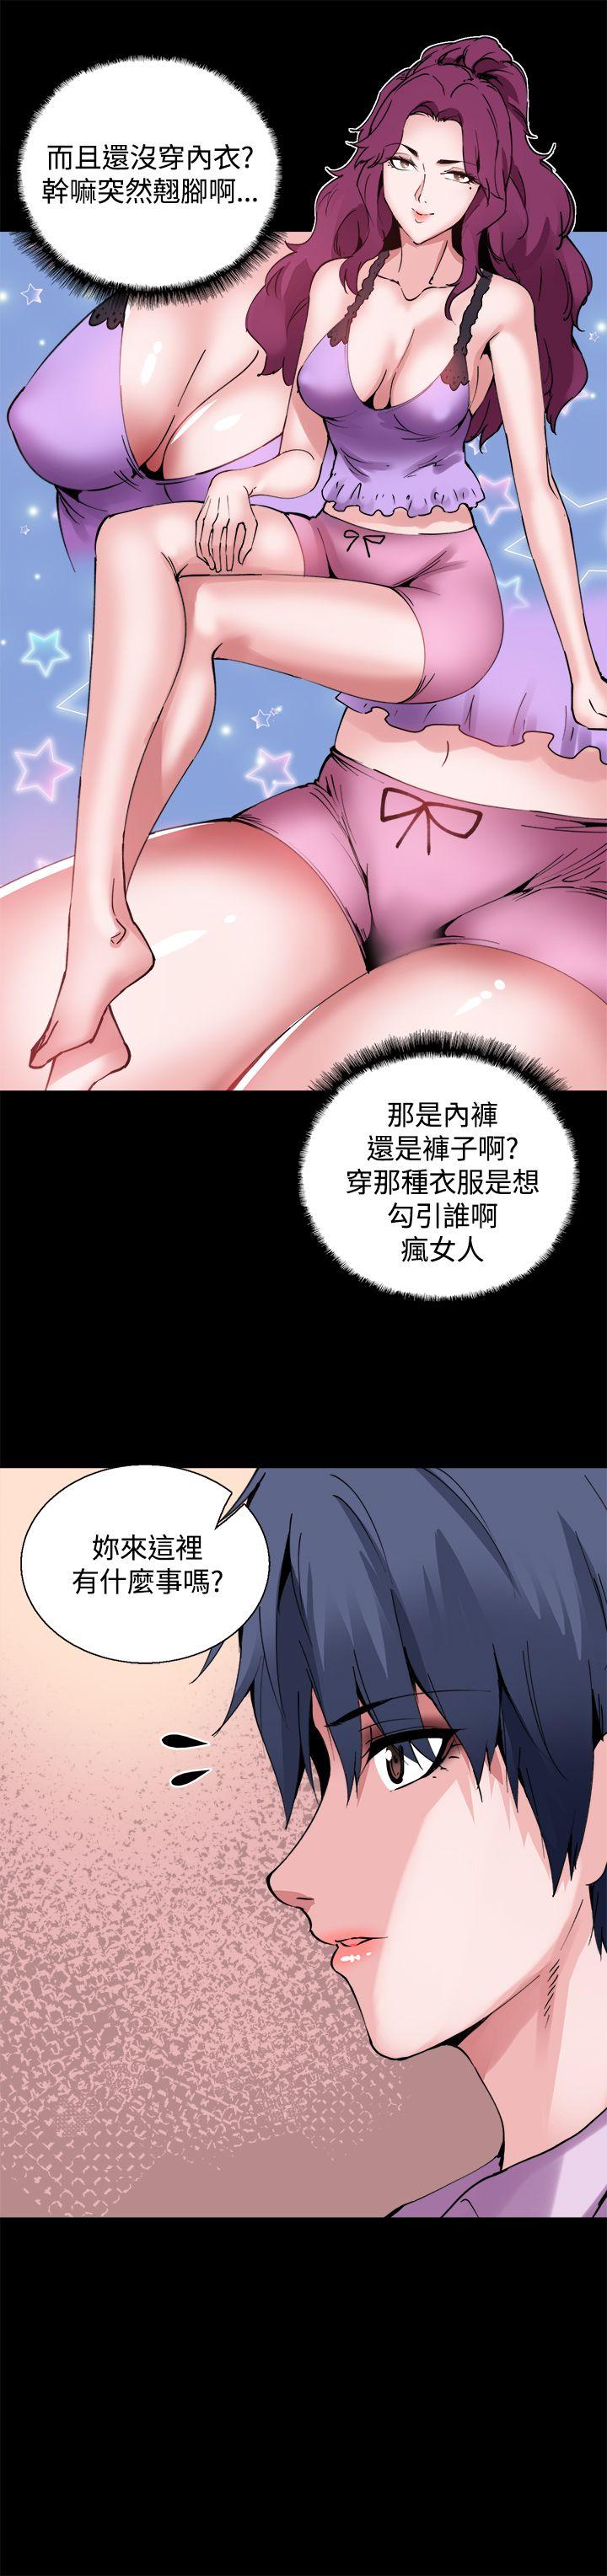 而且還沒穿內衣?
幹嘛突然翹腳啊...
那是內褲
還是褲子啊?
穿那種衣服是想
勾引誰啊
瘋女人
妳來這裡
有什麼事嗎?